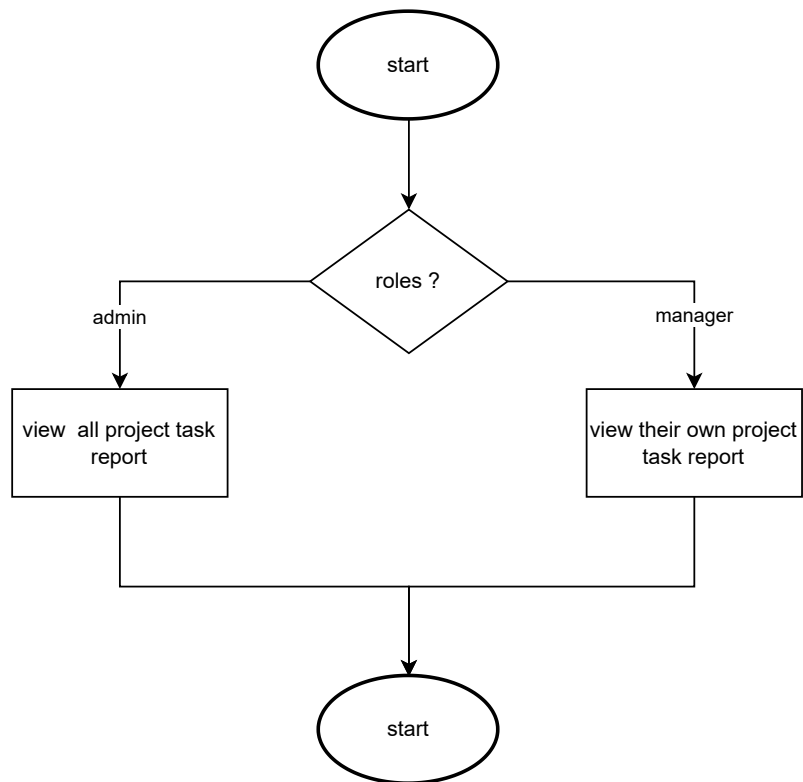 start
roles ?
admin
manager
view  all project task
report
view their own project
task report
start